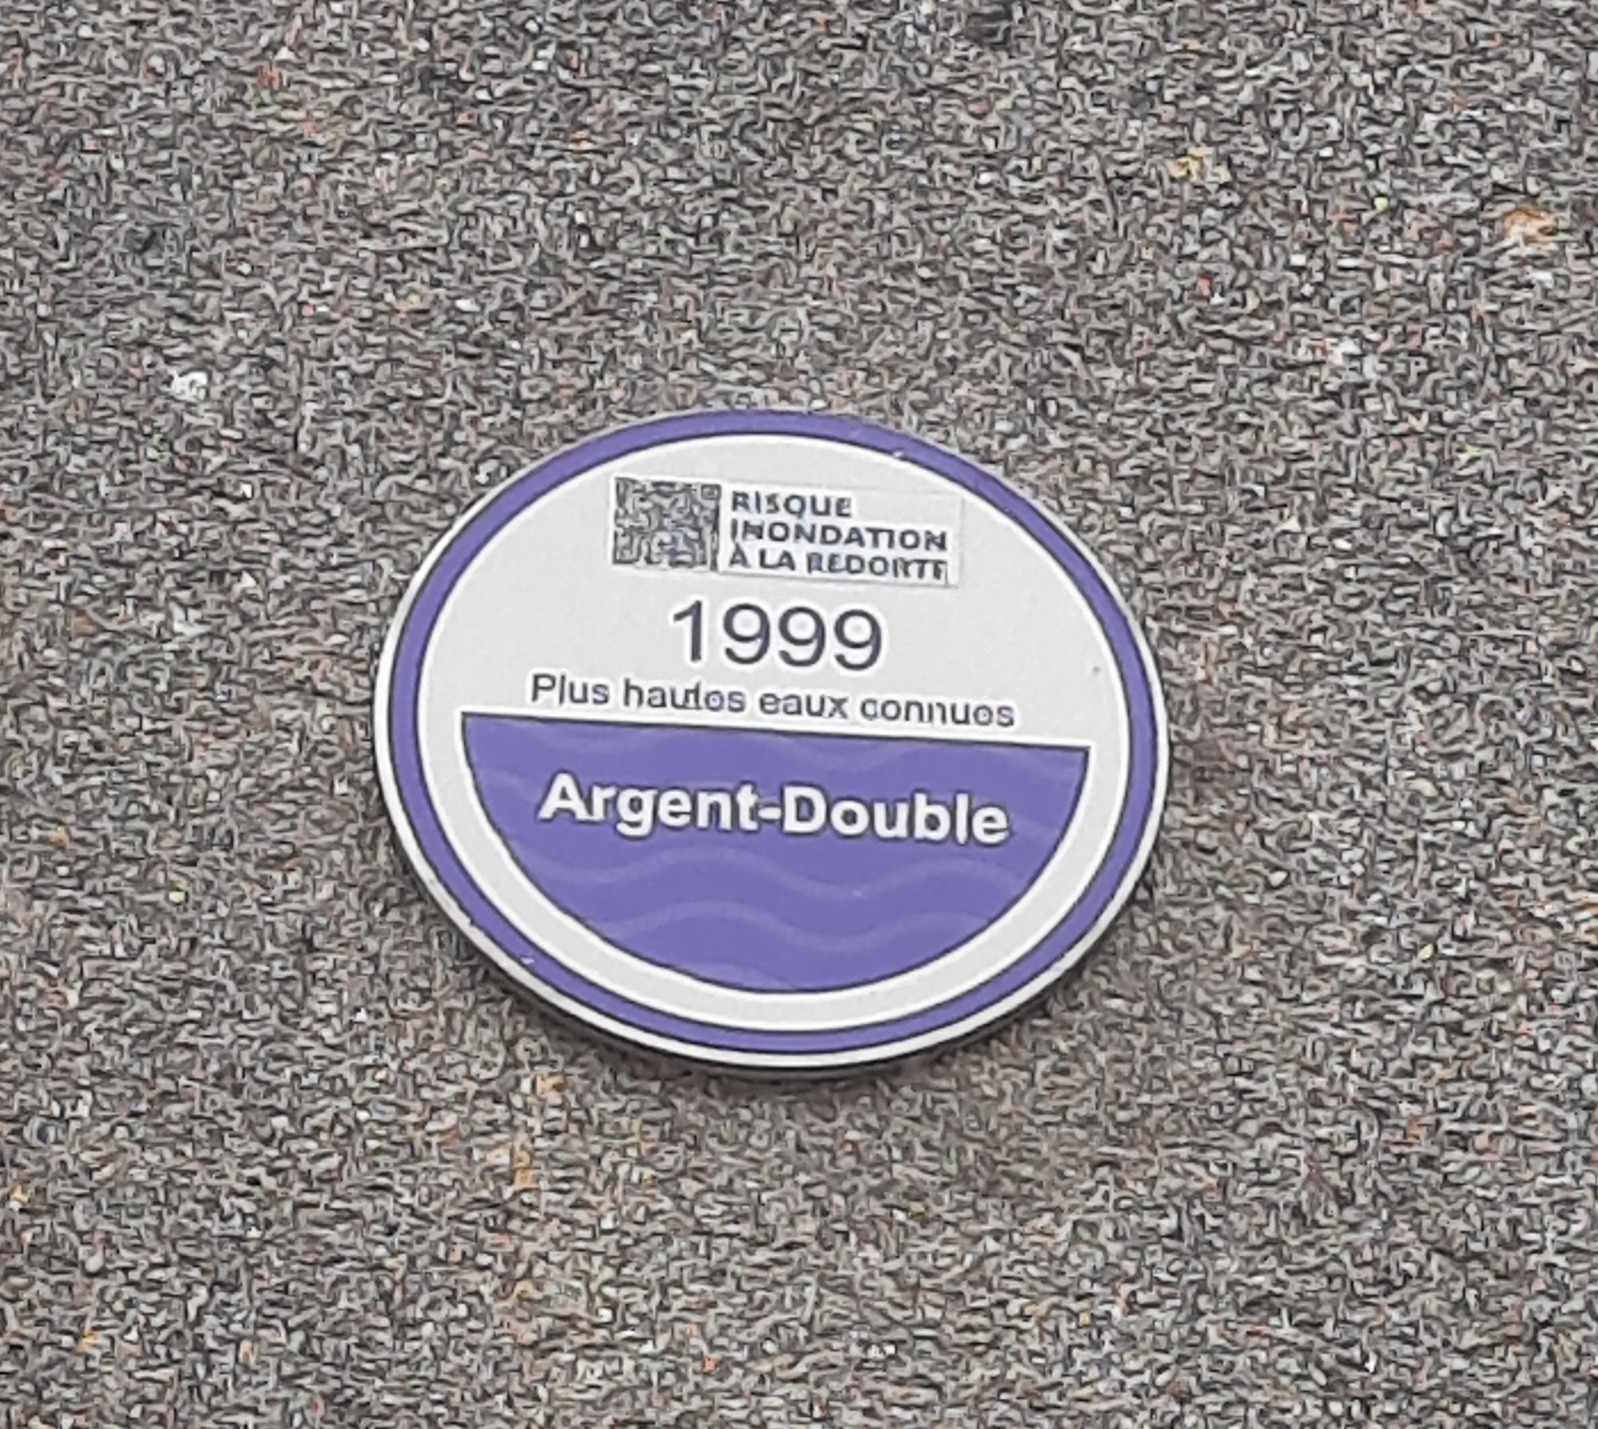 RISQUE
INONDATION
À LA REDORTE
1999
Plus hautes eaux connues
Argent-Double